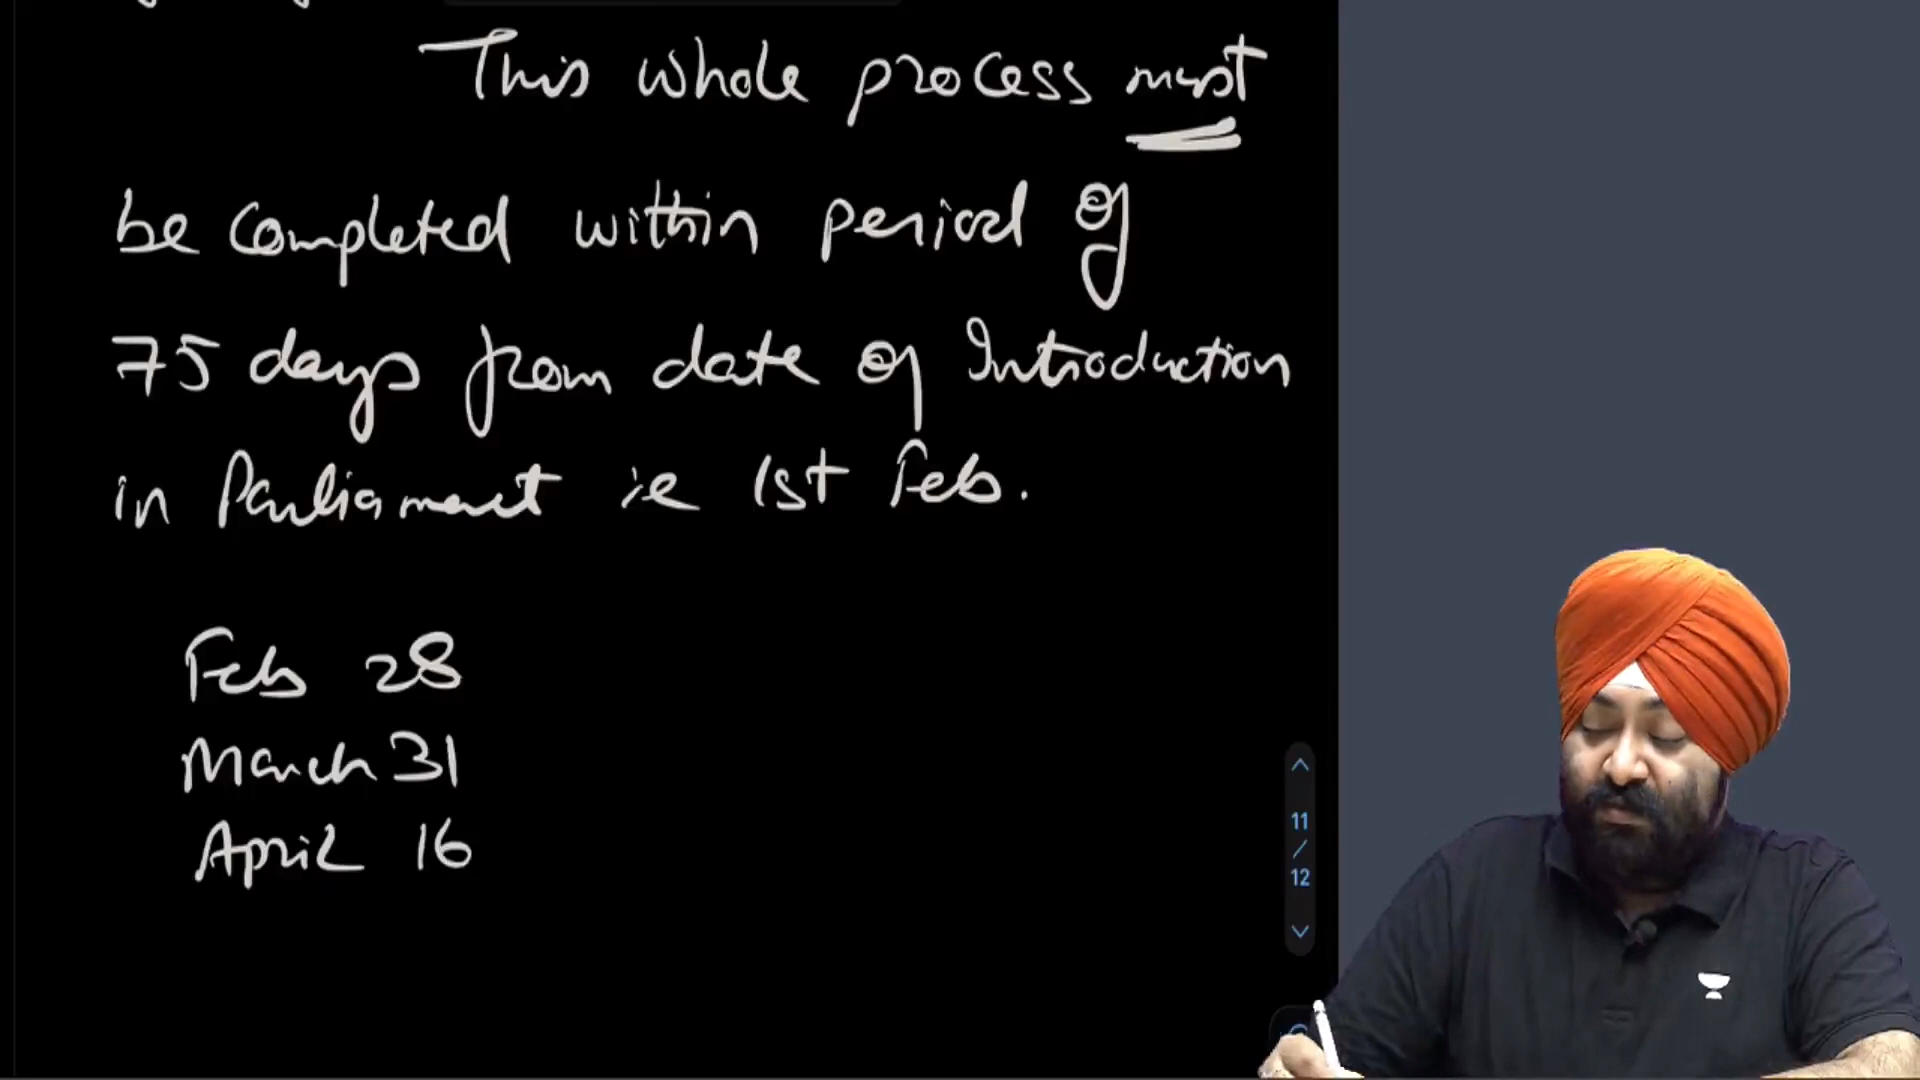 This whole process must
be completed within period of
75 days from date of Introduction
in Parliament ie 1st Feb.
Feb 28
March 31
April 16
11
/
12